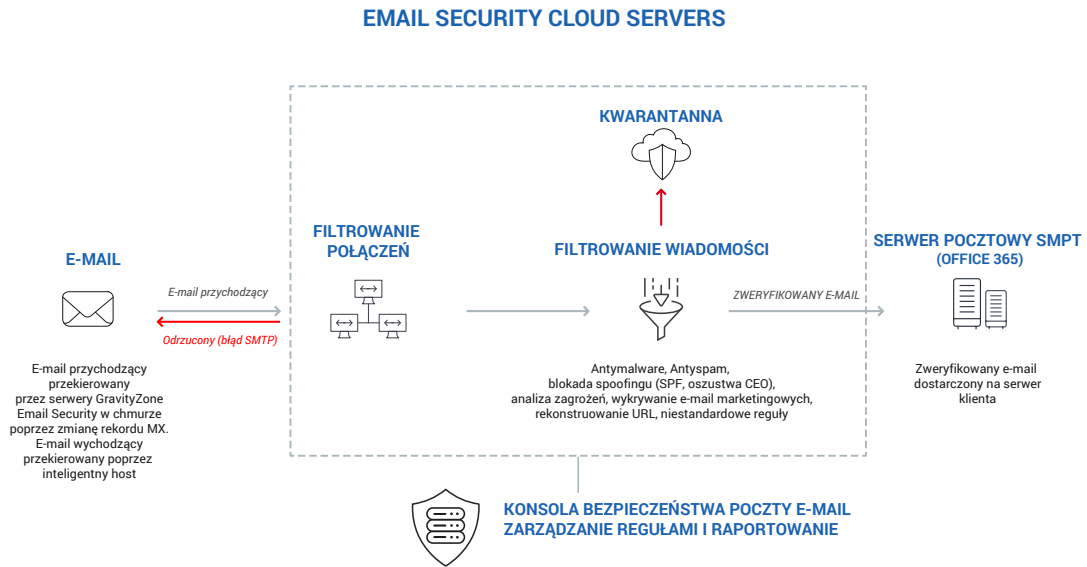 EMAIL SECURITY CLOUD SERVERS
KWARANTANNA
FILTROWANIE
POŁĄCZEŃ
FILTROWANIE WIADOMOŚCI
SERWER POCZTOWY SMPT
(OFFICE 365)
E-MAIL
E-mail przychodzący
Odrzucony (błąd SMTP)
ZWERYFIKOWANY E-MAIL
E-mail przychodzący
przekierowany
przez serwery GravityZone
Email Security w chmurze
poprzez zmianę rekordu MX.
E-mail wychodzący
przekierowany poprzez
inteligentny host
Antymalware, Antyspam,
blokada spoofingu (SPF, oszustwa CEO),
analiza zagrożeń, wykrywanie e-mail marketingowych,
rekonstruowanie URL, niestandardowe reguły
Zweryfikowany e-mail
dostarczony na serwer
klienta
KONSOLA BEZPIECZEŃSTWA POCZTY E-MAIL
ZARZĄDZANIE REGUŁAMI I RAPORTOWANIE